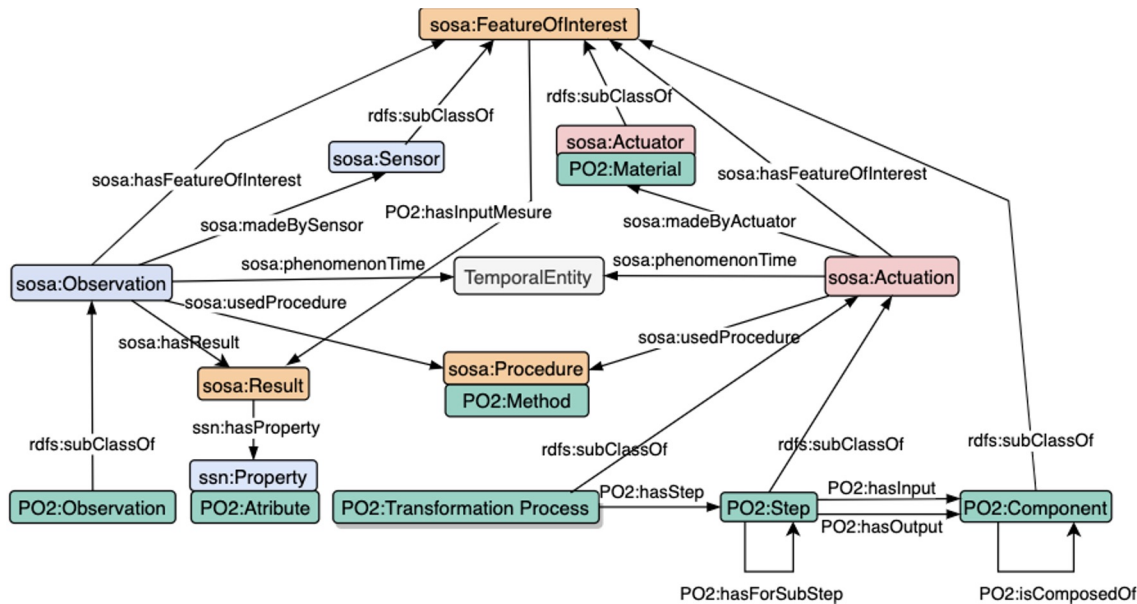 sosa:FeatureOfInterest
rdfs:subClassOf
rdfs:subClassOf
sosa:Actuator
sosa:Sensor
PO2:Material
sosa:hasFeatureOfInterest
sosa:hasFeatureOfInterest
PO2:hasInputMesure
sosa:madeBySensor
sosa:madeByActuator
sosa:phenomenonTime
sosa:phenomenonTime
sosa:Observation
TemporalEntity
sosa:Actuation
sosa:usedProcedure
sosa:hasResult
sosa:usedProcedure
sosa:Result
sosa:Procedure
PO2:Method
ssn:hasProperty
rdfs:subClassOf
rdfs:subClassOf
rdfs:subClassOf
rdfs:subClassOf
ssn:Property
PO2:hasStep
PO2:hasInput
PO2:Observation
PO2:Atribute
PO2:Transformation Process
PO2:Step
PO2:Component
PO2:hasOutput
PO2:hasForSubStep
PO2:isComposedOf